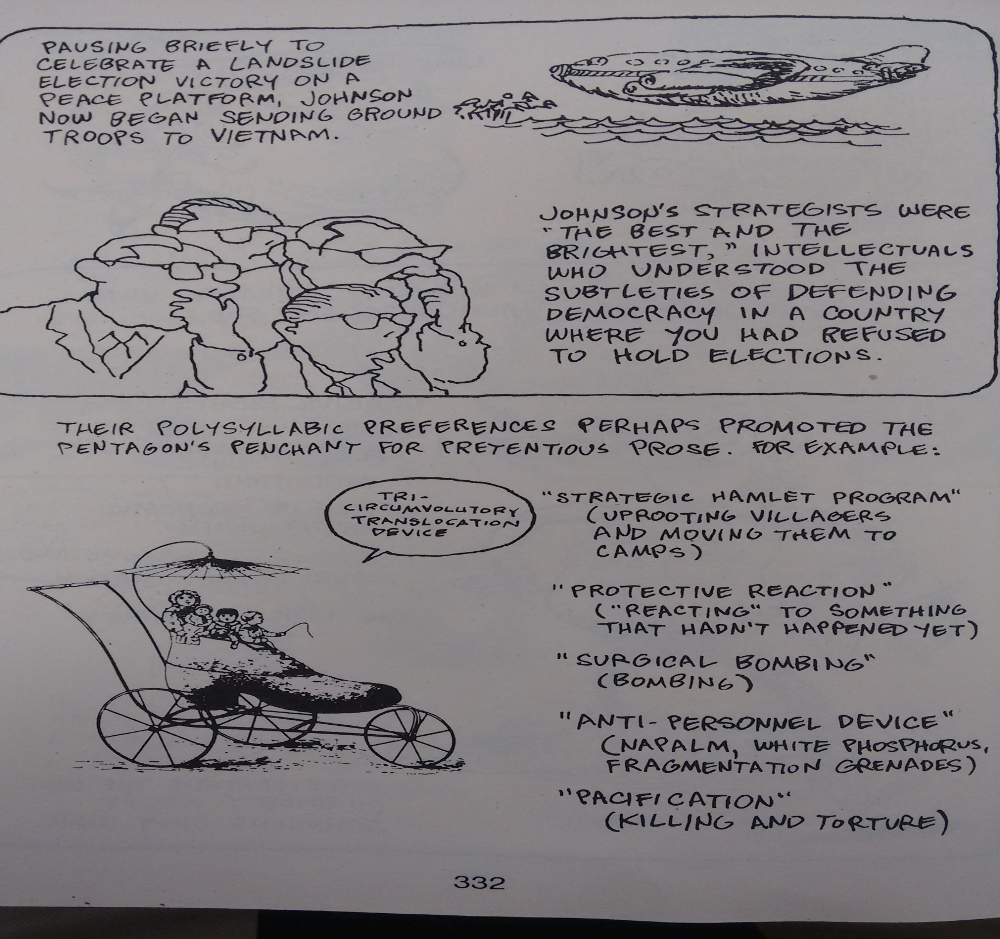 PAUSING BRIEFLY TO
CELEBRATE A LANDSLIDE
ELECTION VICTORY ON A
PEACE PLATFORM, JOHNSON
NOW BEGAN SENDING GROUND
TROOPS TO VIETNAM.
JOHNSON'S STRATEGISTS WERE
"THE BEST AND THE
BRIGHTEST," INTELLECTUALS
WHO UNDERSTOOD THE
SUBTLETIES OF DEFENDING
DEMOCRACY IN A COUNTRY
WHERE YOU HAD REFUSED
TO HOLD ELECTIONS.
THEIR POLYSYLLABIC PREFERENCES PERHAPS PROMOTED THE
PENTAGON'S PENCHANT FOR PRETENTIOUS PROSE. FOR EXAMPLE:
TRI-
CIRCUMVOLUTORY
TRANSLOCATION
DEVICE
"STRATEGIC HAMLET PROGRAM"
(UPROOTING VILLAGERS
AND MOVING THEM TO
CAMPS)
"PROTECTIVE REACTION"
("REACTING" TO SOMETHING
THAT HADN'T HAPPENED YET)
"SURGICAL BOMBING"
(BOMBING)
"ANTI-PERSONNEL DEVICE"
(NAPALM, WHITE PHOSPHORUS,
FRAGMENTATION GRENADES)
"PACIFICATION"
(KILLING AND TORTURE)
332